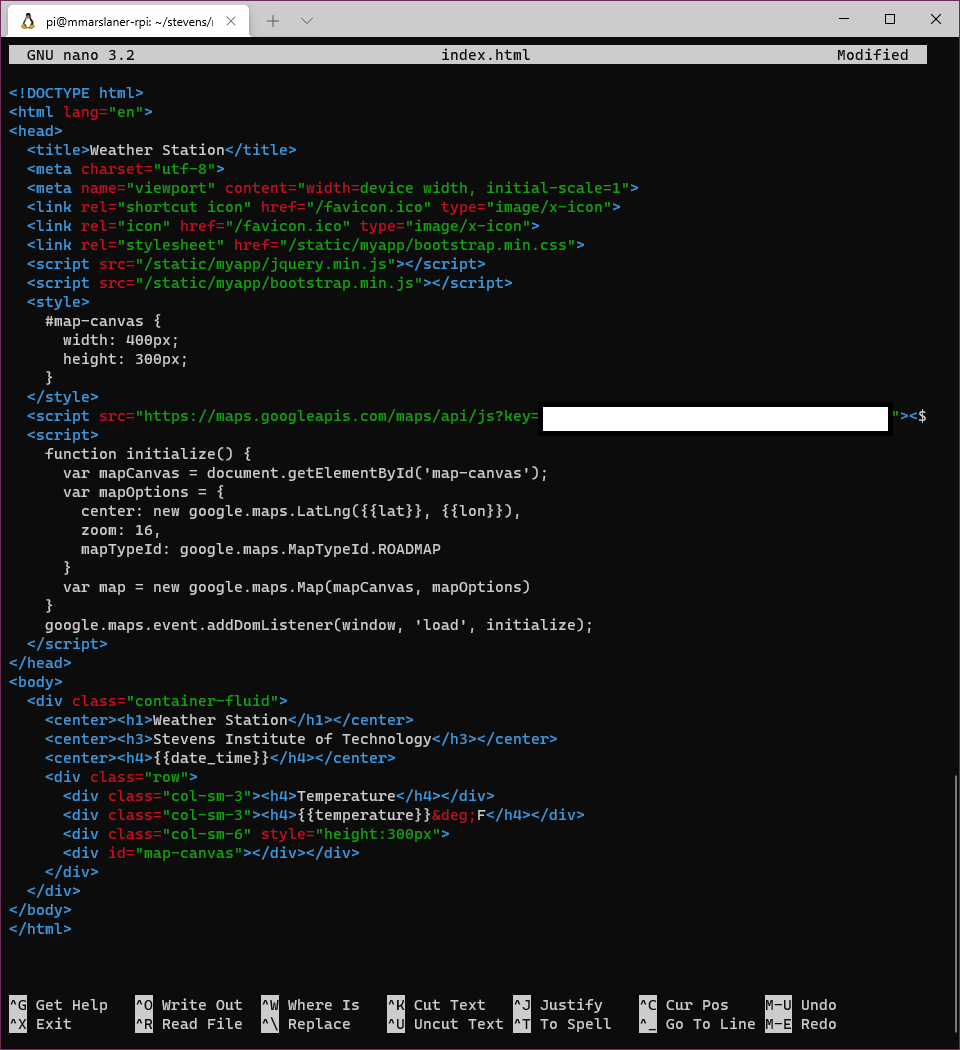 pi@mmarslaner-rpi: ~/stevens/
GNU nano 3.2 index.html Modified
<!DOCTYPE html>
<html lang="en">
<head>
  <title>Weather Station</title>
  <meta charset="utf-8">
  <meta name="viewport" content="width=device width, initial-scale=1">
  <link rel="shortcut icon" href="/favicon.ico" type="image/x-icon">
  <link rel="icon" href="/favicon.ico" type="image/x-icon">
  <link rel="stylesheet" href="/static/myapp/bootstrap.min.css">
  <script src="/static/myapp/jquery.min.js"></script>
  <script src="/static/myapp/bootstrap.min.js"></script>
  <style>
    #map-canvas {
      width: 400px;
      height: 300px;
    }
  </style>
  <script src="https://maps.googleapis.com/maps/api/js?key= "><$
  <script>
    function initialize() {
      var mapCanvas = document.getElementById('map-canvas');
      var mapOptions = {
        center: new google.maps.LatLng({{lat}}, {{lon}}),
        zoom: 16,
        mapTypeId: google.maps.MapTypeId.ROADMAP
      }
      var map = new google.maps.Map(mapCanvas, mapOptions)
    }
    google.maps.event.addDomListener(window, 'load', initialize);
  </script>
</head>
<body>
  <div class="container-fluid">
    <center><h1>Weather Station</h1></center>
    <center><h3>Stevens Institute of Technology</h3></center>
    <center><h4>{{date_time}}</h4></center>
    <div class="row">
      <div class="col-sm-3"><h4>Temperature</h4></div>
      <div class="col-sm-3"><h4>{{temperature}}&deg;F</h4></div>
      <div class="col-sm-6" style="height:300px">
      <div id="map-canvas"></div></div>
    </div>
  </div>
</body>
</html>
^G Get Help ^O Write Out ^W Where Is ^K Cut Text ^J Justify ^C Cur Pos M-U Undo
^X Exit ^R Read File ^\ Replace ^U Uncut Text ^T To Spell ^_ Go To Line M-E Redo